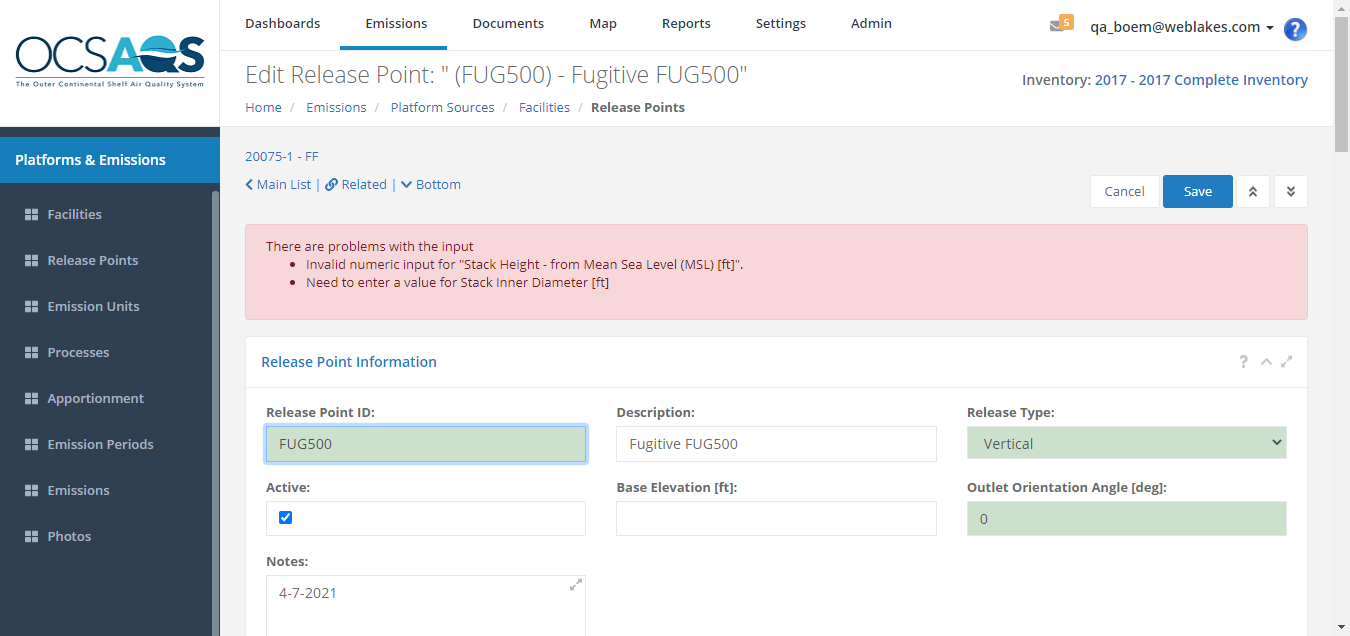 OCSAQS
The Outer Continental Shelf Air Quality System
Dashboards Emissions Documents Map Reports Settings Admin
5 qa_boem@weblakes.com ?
Edit Release Point: " (FUG500) - Fugitive FUG500"
Inventory: 2017 - 2017 Complete Inventory
Home / Emissions / Platform Sources / Facilities / Release Points
Platforms & Emissions
Facilities
Release Points
Emission Units
Processes
Apportionment
Emission Periods
Emissions
Photos
20075-1 - FF
Main List | Related | Bottom
Cancel Save
There are problems with the input
• Invalid numeric input for "Stack Height - from Mean Sea Level (MSL) [ft]".
• Need to enter a value for Stack Inner Diameter [ft]
Release Point Information ?
Release Point ID: Description: Release Type:
FUG500 Fugitive FUG500 Vertical
Active: Base Elevation [ft]: Outlet Orientation Angle [deg]:
0
Notes:
4-7-2021